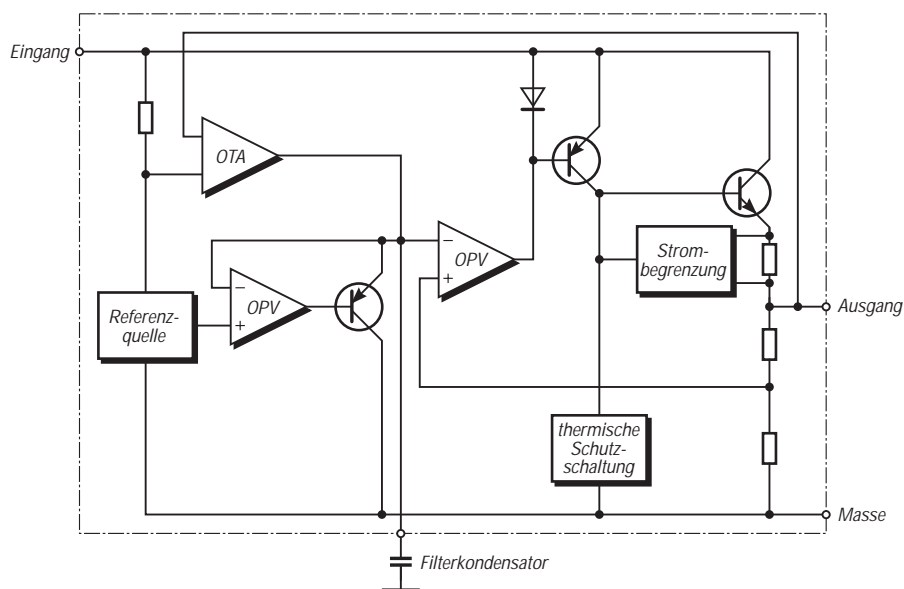 Eingang
OTA
−
OPV
+
Referenz-
quelle
−
OPV
+
Strom-
begrenzung
Ausgang
thermische
Schutz-
schaltung
Masse
Filterkondensator